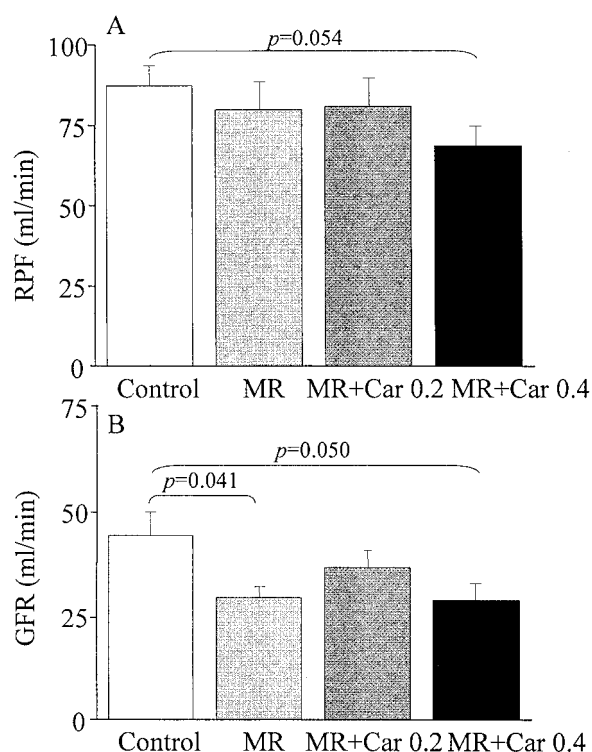 A
p=0.054
100
75
50
25
0
RPF (ml/min)
Control MR MR+Car 0.2 MR+Car 0.4
B
p=0.050
p=0.041
75
50
25
0
GFR (ml/min)
Control MR MR+Car 0.2 MR+Car 0.4